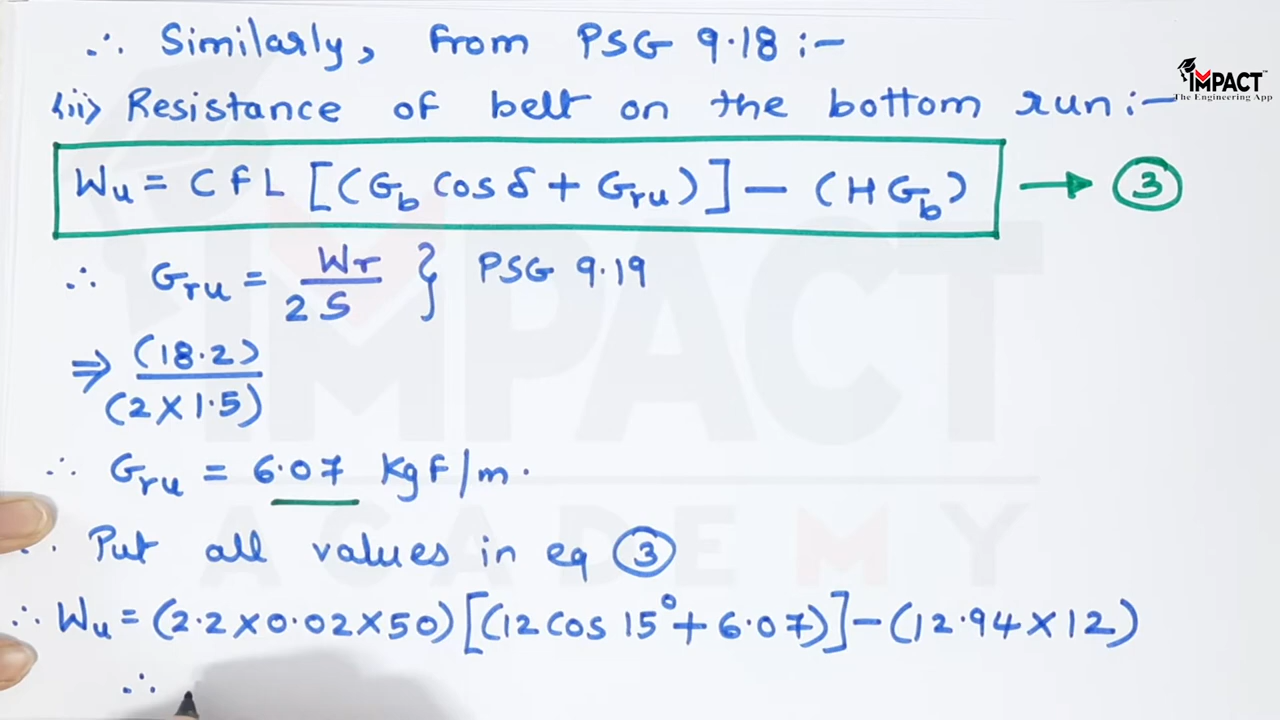 ∴ Similarly, from PSG 9.18:-
IMPACT
The Engineering App
(ii) Resistance of belt on the bottom run:-
Wu = C f L [(Gb Cos δ + Gru)] - (H Gb) → 3
∴ Gru = Wr / 2S } PSG 9.19
⇒ (18.2) / (2 X 1.5)
∴ Gru = 6.07 Kgf/m.
∴ Put all values in eq 3
∴ Wu = (2.2 X 0.02 X 50) [(12 Cos 15° + 6.07)] - (12.94 X 12)
∴
IMPACT
ACADEMY